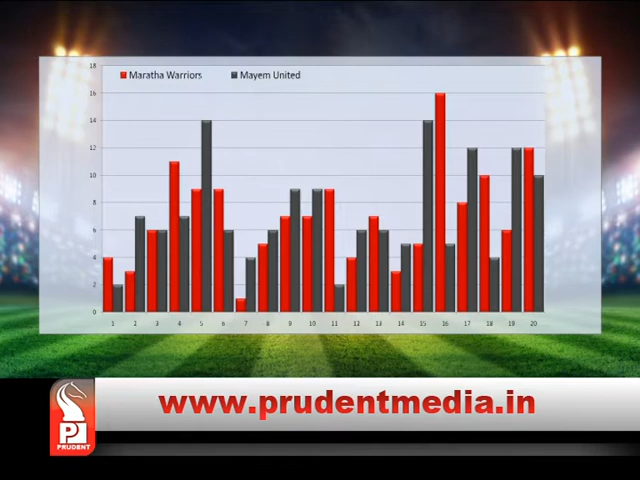 18
Maratha Warriors Mayem United
16
14
12
10
8
6
4
2
0
1 2 3 4 5 6 7 8 9 10 11 12 13 14 15 16 17 18 19 20
www.prudentmedia.in
P
PRUDENT